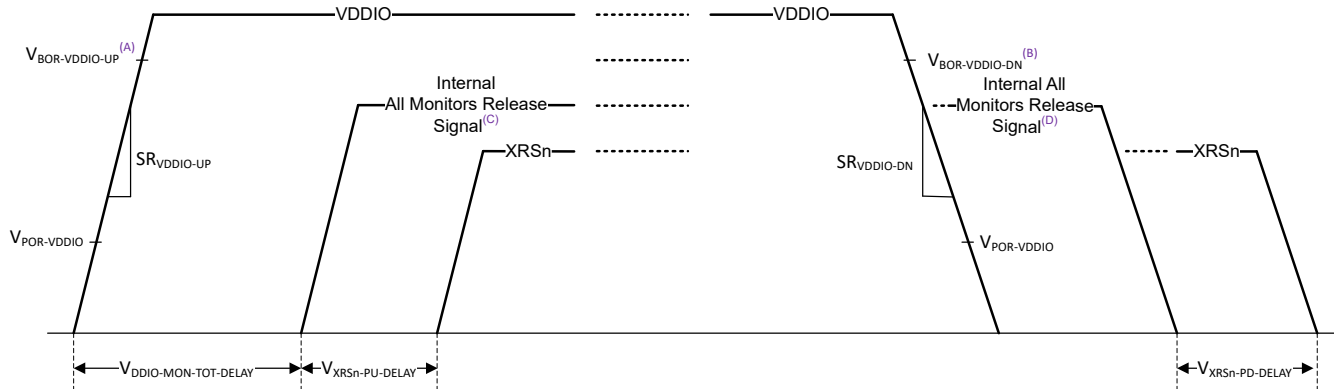 VDDIO
VDDIO
VBOR-VDDIO-UP(A)
VBOR-VDDIO-DN(B)
Internal
All Monitors Release
Signal(C)
Internal All
Monitors Release
Signal(D)
XRSn
XRSn
SRVDDIO-UP
SRVDDIO-DN
VPOR-VDDIO
VPOR-VDDIO
VDDIO-MON-TOT-DELAY
VXRSn-PU-DELAY
VXRSn-PD-DELAY